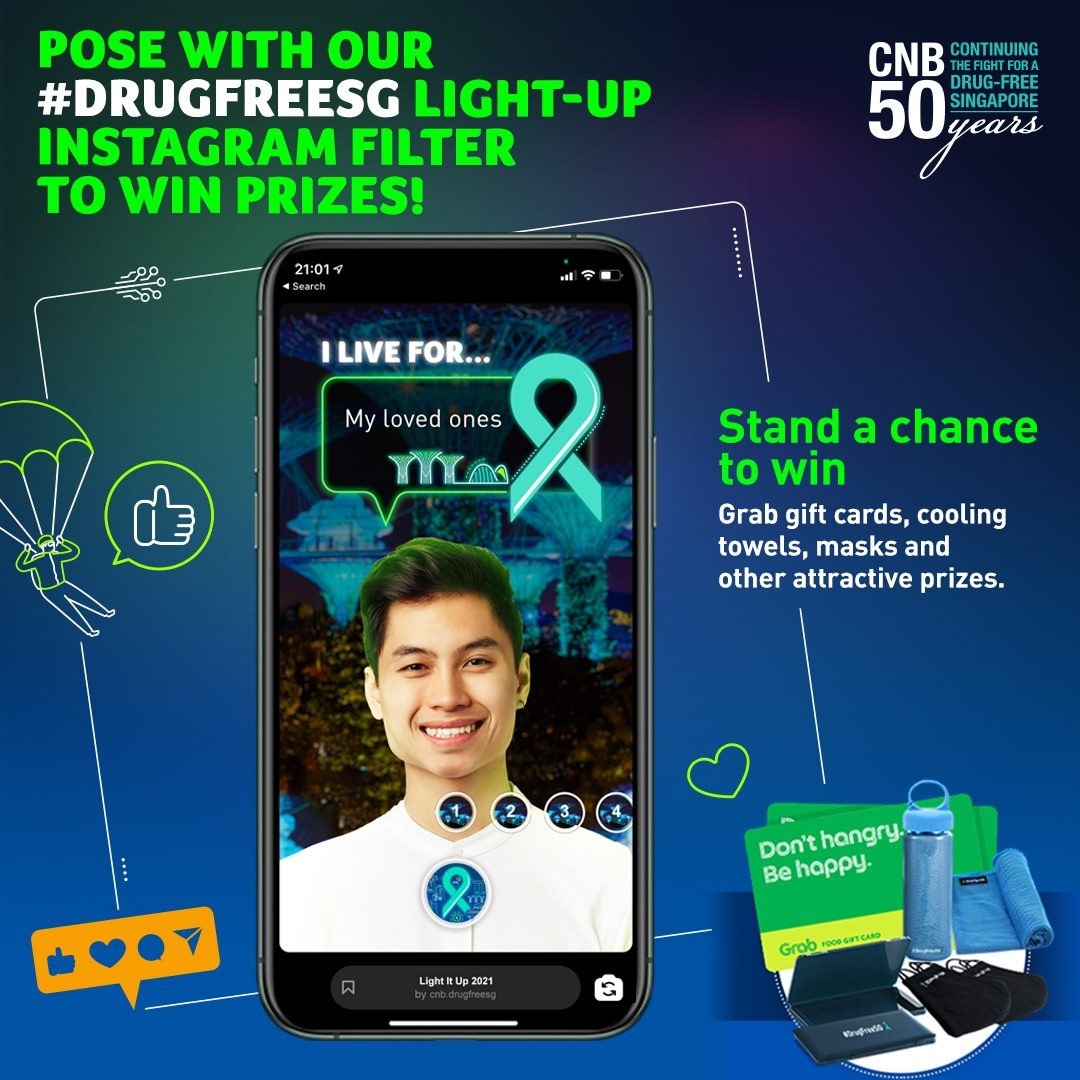 POSE WITH OUR
#DRUGFREESG LIGHT-UP
INSTAGRAM FILTER
TO WIN PRIZES!
CNB
50 years
CONTINUING
THE FIGHT FOR A
DRUG-FREE
SINGAPORE
21:01
Search
I LIVE FOR...
My loved ones
1 2 3 4
Light It Up 2021
by cnb.drugfreesg
Stand a chance
to win
Grab gift cards, cooling
towels, masks and
other attractive prizes.
Don't hangry.
Be happy.
Grab FOOD GIFT CARD
#DrugFreeSG